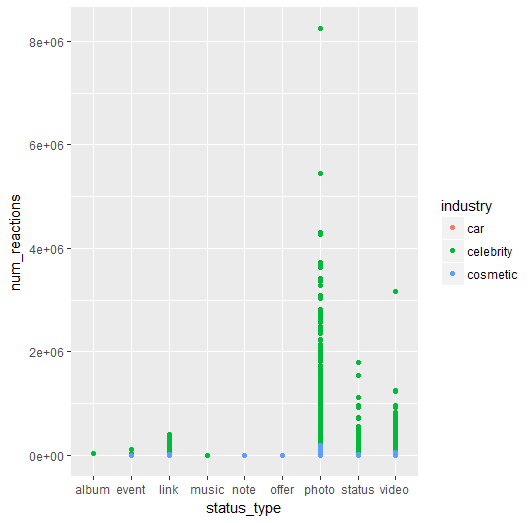 num_reactions
8e+06
6e+06
4e+06
2e+06
0e+00
album event link music note offer photo status video
status_type
industry
car
celebrity
cosmetic